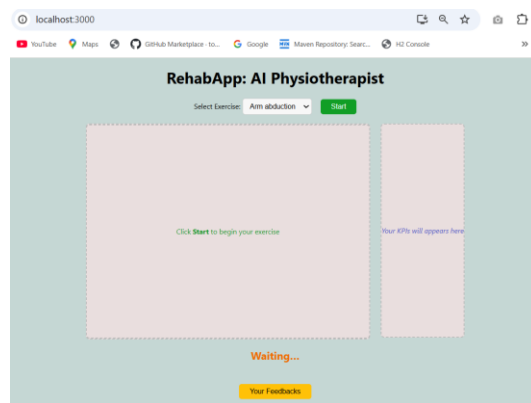 localhost:3000
YouTube Maps GitHub Marketplace - to... Google Maven Repository: Searc... H2 Console »
RehabApp: AI Physiotherapist
Select Exercise: Arm abduction Start
Click Start to begin your exercise
Your KPIs will appears here
Waiting...
Your Feedbacks